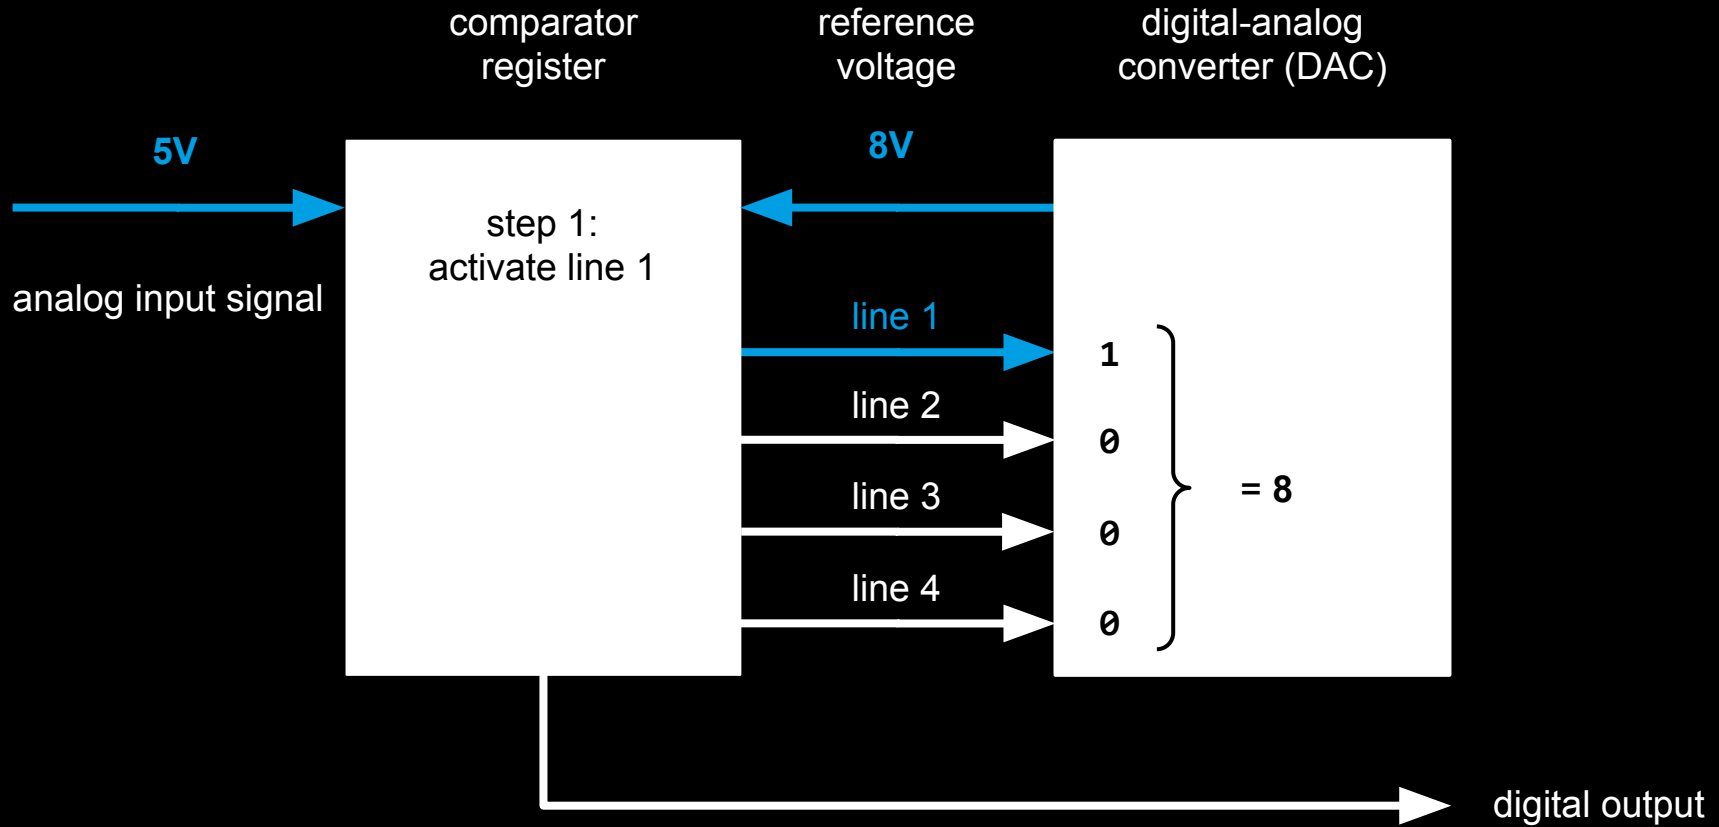 comparator
register
reference
voltage
digital-analog
converter (DAC)
5V
8V
step 1:
activate line 1
analog input signal
line 1
1
line 2
0
line 3
= 8
0
line 4
0
digital output